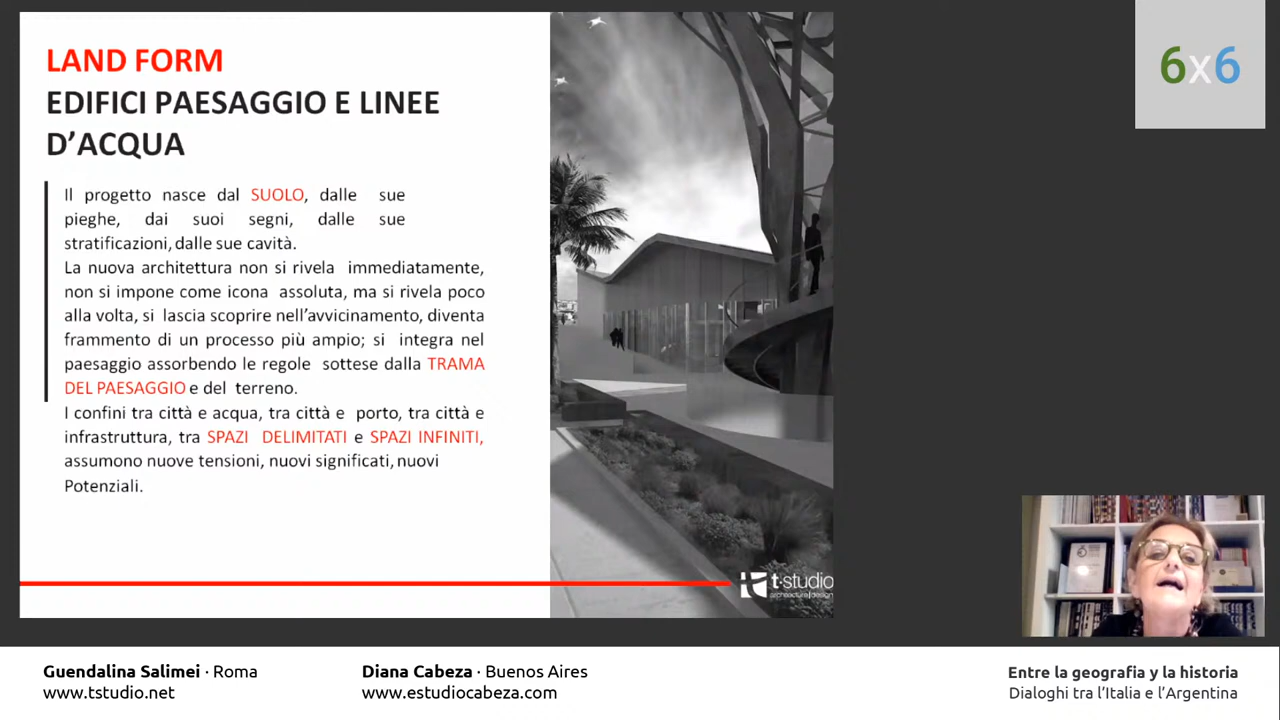 LAND FORM
EDIFICI PAESAGGIO E LINEE
D’ACQUA
Il progetto nasce dal SUOLO, dalle sue
pieghe, dai suoi segni, dalle sue
stratificazioni, dalle sue cavità.
La nuova architettura non si rivela immediatamente,
non si impone come icona assoluta, ma si rivela poco
alla volta, si lascia scoprire nell’avvicinamento, diventa
frammento di un processo più ampio; si integra nel
paesaggio assorbendo le regole sottese dalla TRAMA
DEL PAESAGGIO e del terreno.
I confini tra città e acqua, tra città e porto, tra città e
infrastruttura, tra SPAZI DELIMITATI e SPAZI INFINITI,
assumono nuove tensioni, nuovi significati, nuovi
Potenziali.
t·studio
architecture|design
6x6
Guendalina Salimei · Roma
www.tstudio.net
Diana Cabeza · Buenos Aires
www.estudiocabeza.com
Entre la geografia y la historia
Dialoghi tra l’Italia e l’Argentina